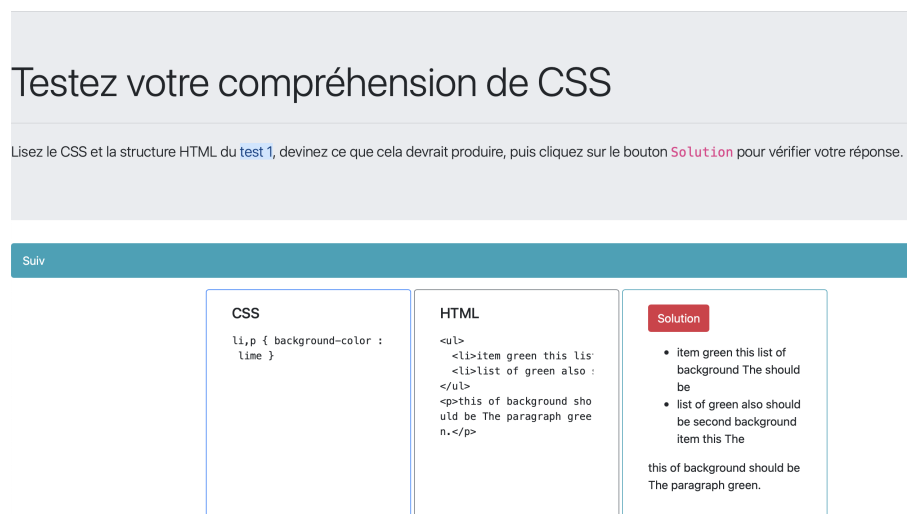 Testez votre compréhension de CSS
Lisez le CSS et la structure HTML du test 1, devinez ce que cela devrait produire, puis cliquez sur le bouton Solution pour vérifier votre réponse.
Suiv
CSS
li,p { background-color :
lime }
HTML
<ul>
<li>item green this lis
<li>list of green also
</ul>
<p>this of background sho
uld be The paragraph gree
n.</p>
Solution
item green this list of
background The should
be
list of green also should
be second background
item this The
this of background should be
The paragraph green.